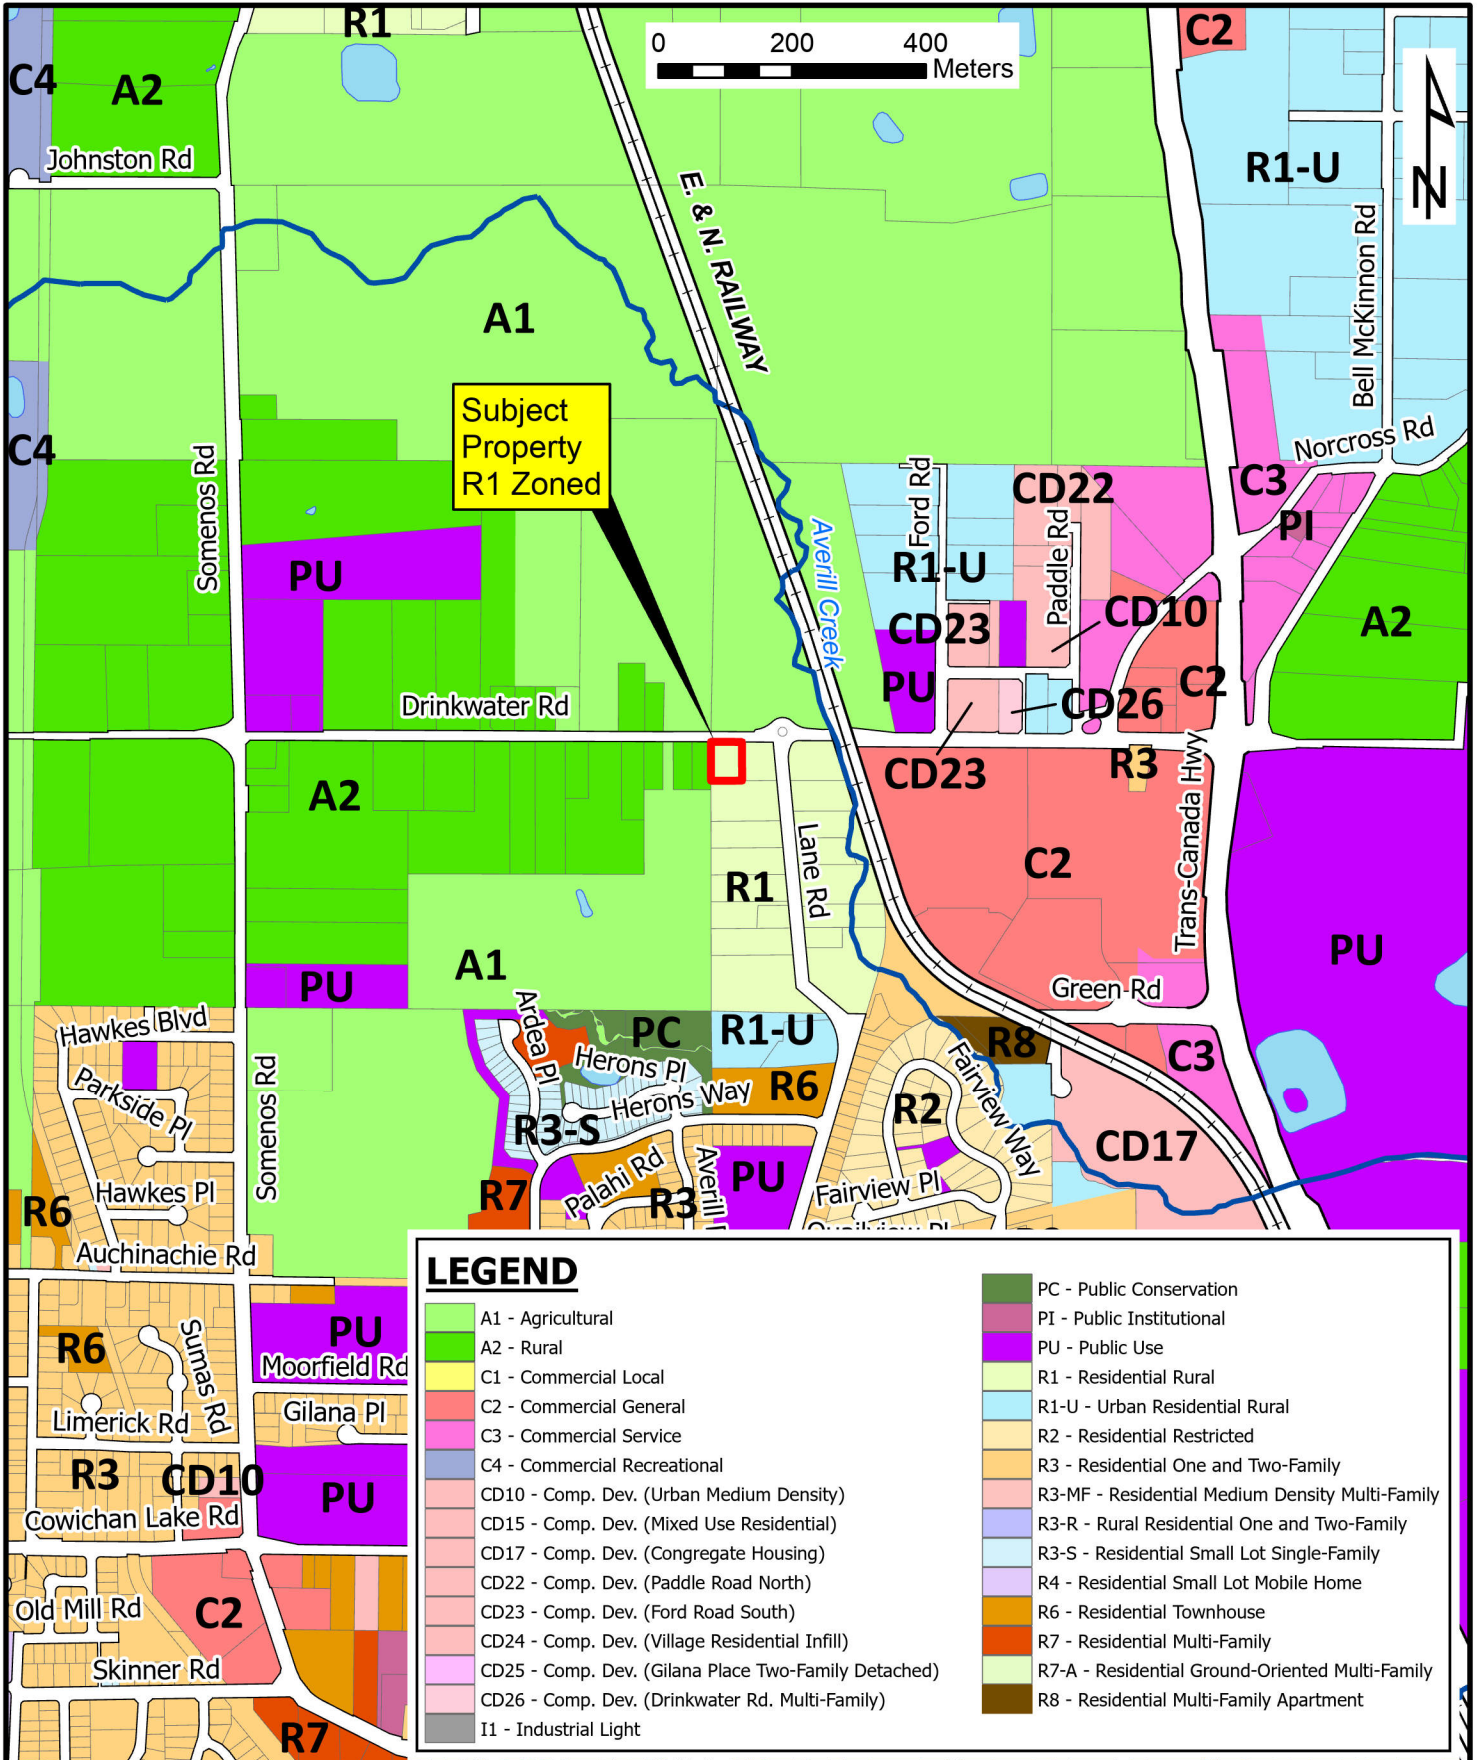 R1
0 200 400
Meters
C2
C4
A2
Johnston Rd
R1-U
N
E. & N. RAILWAY
Bell McKinnon Rd
A1
Subject
Property
R1 Zoned
C4
Somenos Rd
Norcross Rd
C3
PI
CD22
Ford Rd
Paddle Rd
Averill Creek
R1-U
PU
CD23
CD10
A2
PU
CD26
C2
Drinkwater Rd
CD23
R3
Trans-Canada Hwy
A2
C2
Lane Rd
R1
PU
A1
PU
Green Rd
Hawkes Blvd
Ardea Pl
PC
R1-U
R8
C3
Herons Pl
Parkside Pl
Somenos Rd
Herons Way
R6
Fairview Way
R2
R3-S
CD17
Palahi Rd
Averill
PU
Hawkes Pl
R7
R3
Fairview Pl
R6
Quailview Pl
Auchinachie Rd
PU
R6
Sumas Rd
Moorfield Rd
Limerick Rd
Gilana Pl
R3
CD10
PU
Cowichan Lake Rd
Old Mill Rd
C2
Skinner Rd
R7
LEGEND
A1 - Agricultural
A2 - Rural
C1 - Commercial Local
C2 - Commercial General
C3 - Commercial Service
C4 - Commercial Recreational
CD10 - Comp. Dev. (Urban Medium Density)
CD15 - Comp. Dev. (Mixed Use Residential)
CD17 - Comp. Dev. (Congregate Housing)
CD22 - Comp. Dev. (Paddle Road North)
CD23 - Comp. Dev. (Ford Road South)
CD24 - Comp. Dev. (Village Residential Infill)
CD25 - Comp. Dev. (Gilana Place Two-Family Detached)
CD26 - Comp. Dev. (Drinkwater Rd. Multi-Family)
I1 - Industrial Light
PC - Public Conservation
PI - Public Institutional
PU - Public Use
R1 - Residential Rural
R1-U - Urban Residential Rural
R2 - Residential Restricted
R3 - Residential One and Two-Family
R3-MF - Residential Medium Density Multi-Family
R3-R - Rural Residential One and Two-Family
R3-S - Residential Small Lot Single-Family
R4 - Residential Small Lot Mobile Home
R6 - Residential Townhouse
R7 - Residential Multi-Family
R7-A - Residential Ground-Oriented Multi-Family
R8 - Residential Multi-Family Apartment